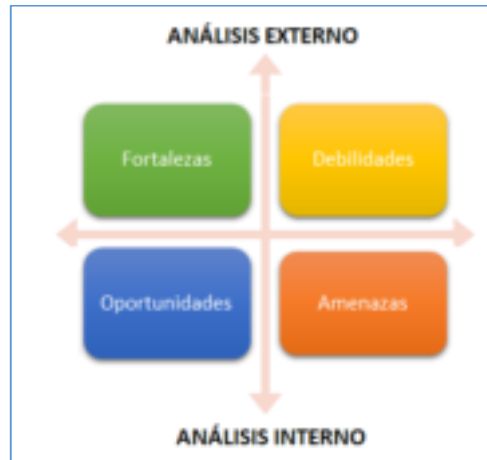 ANÁLISIS EXTERNO
Fortalezas
Debilidades
Oportunidades
Amenazas
ANÁLISIS INTERNO